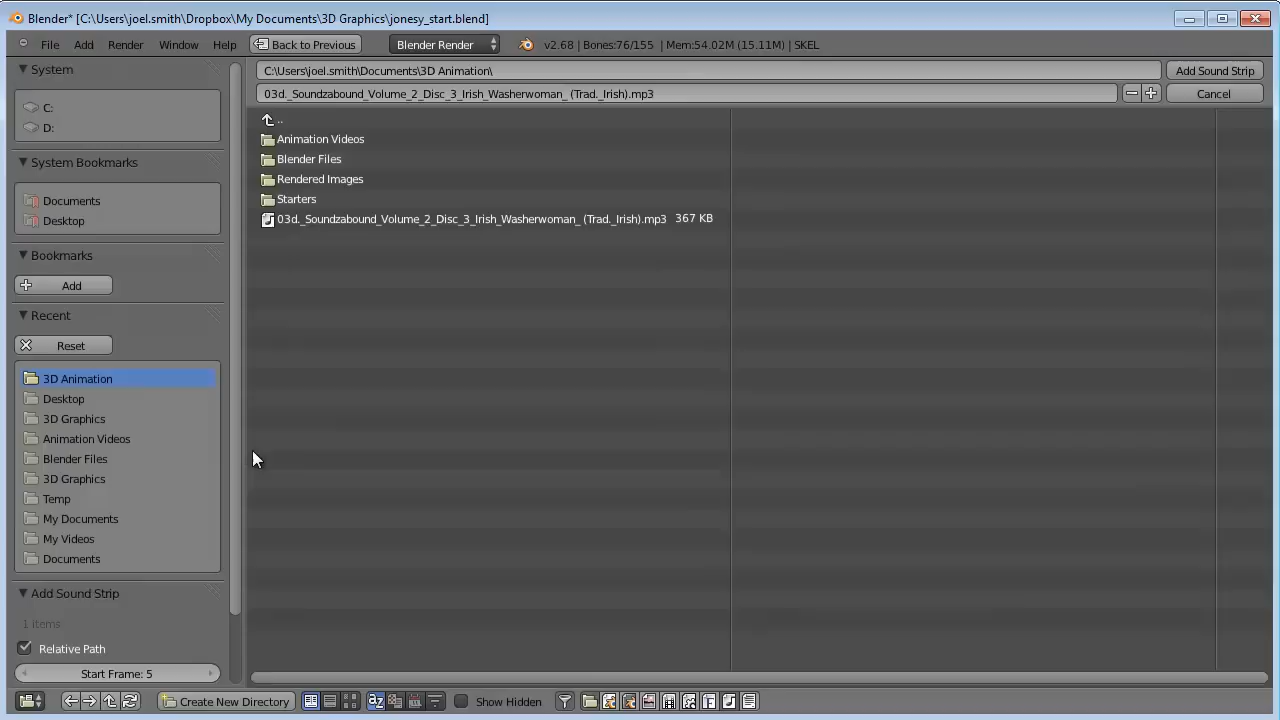 Blender* [C:\Users\joel.smith\Dropbox\My Documents\3D Graphics\jonesy_start.blend]
File Add Render Window Help Back to Previous Blender Render v2.68 | Bones:76/155 | Mem:54.02M (15.11M) | SKEL
System
C:
D:
System Bookmarks
Documents
Desktop
Bookmarks
Add
Recent
Reset
3D Animation
Desktop
3D Graphics
Animation Videos
Blender Files
3D Graphics
Temp
My Documents
My Videos
Documents
Add Sound Strip
1 items
Relative Path
Start Frame: 5
C:\Users\joel.smith\Documents\3D Animation\ Add Sound Strip
03d._Soundzabound_Volume_2_Disc_3_Irish_Washerwoman_ (Trad._Irish).mp3 Cancel
..
Animation Videos
Blender Files
Rendered Images
Starters
03d._Soundzabound_Volume_2_Disc_3_Irish_Washerwoman_ (Trad._Irish).mp3 367 KB
Create New Directory az Show Hidden F